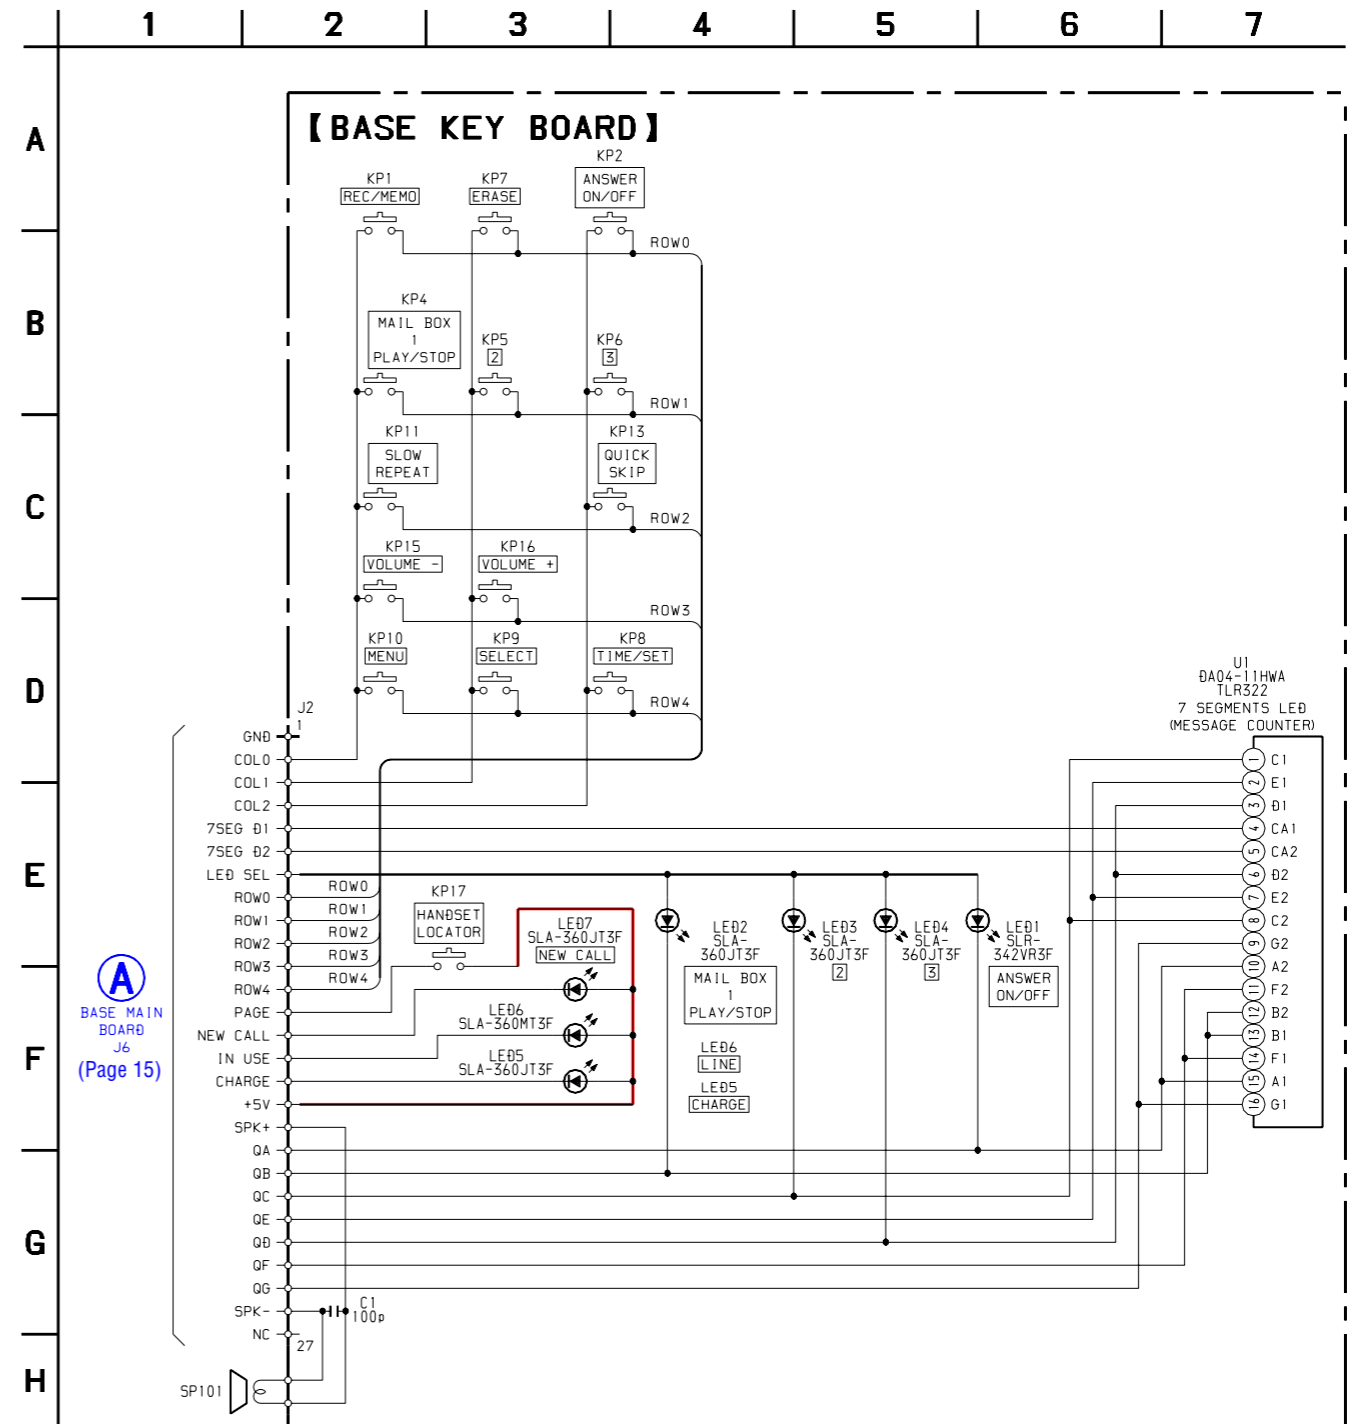 1 2 3 4 5 6 7
A
B
C
D
E
F
G
H
【BASE KEY BOARD】
KP1
REC/MEMO
KP7
ERASE
KP2
ANSWER
ON/OFF
ROW0
KP4
MAIL BOX
1
PLAY/STOP
KP5
2
KP6
3
ROW1
KP11
SLOW
REPEAT
KP13
QUICK
SKIP
ROW2
KP15
VOLUME -
KP16
VOLUME +
ROW3
KP10
MENU
KP9
SELECT
KP8
TIME/SET
ROW4
J2
1
GND
COL0
COL1
COL2
7SEG D1
7SEG D2
LED SEL
ROW0
ROW1
ROW2
ROW3
ROW4
PAGE
NEW CALL
IN USE
CHARGE
+5V
SPK+
QA
QB
QC
QE
QD
QF
QG
SPK-
NC
27
ROW0
ROW1
ROW2
ROW3
ROW4
A
BASE MAIN
BOARD
J6
(Page 15)
KP17
HANDSET
LOCATOR
LED7
SLA-360JT3F
NEW CALL
LED6
SLA-360MT3F
LED5
SLA-360JT3F
LED2
SLA-
360JT3F
MAIL BOX
1
PLAY/STOP
LED6
LINE
LED5
CHARGE
LED3
SLA-
360JT3F
2
LED4
SLA-
360JT3F
3
LED1
SLR-
342VR3F
ANSWER
ON/OFF
U1
DA04-11HWA
TLR322
7 SEGMENTS LED
(MESSAGE COUNTER)
1 C1
2 E1
3 D1
4 CA1
5 CA2
6 D2
7 E2
8 C2
9 G2
10 A2
11 F2
12 B2
13 B1
14 F1
15 A1
16 G1
C1
100p
SP101